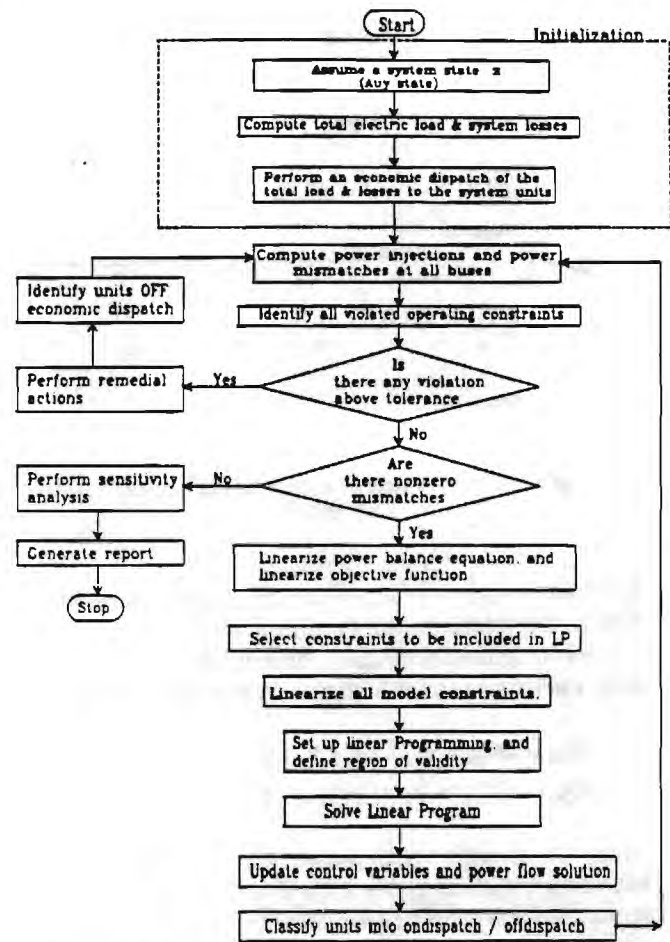 Start
Initialization
Assume a system state x
(Any state)
Compute total electric load & system losses
Perform an economic dispatch of the
total load & losses to the system units
Compute power injections and power
mismatches at all buses
Identify units OFF
economic dispatch
Identify all violated operating constraints
Is
there any violation
above tolerance
Yes
Perform remedial
actions
No
Are
there nonzero
mismatches
No
Perform sensitivity
analysis
Yes
Generate report
Linearize power balance equation, and
linearize objective function
Stop
Select constraints to be included in LP
Linearize all model constraints.
Set up linear Programming, and
define region of validity
Solve Linear Program
Update control variables and power flow solution
Classify units into ondispatch / offdispatch